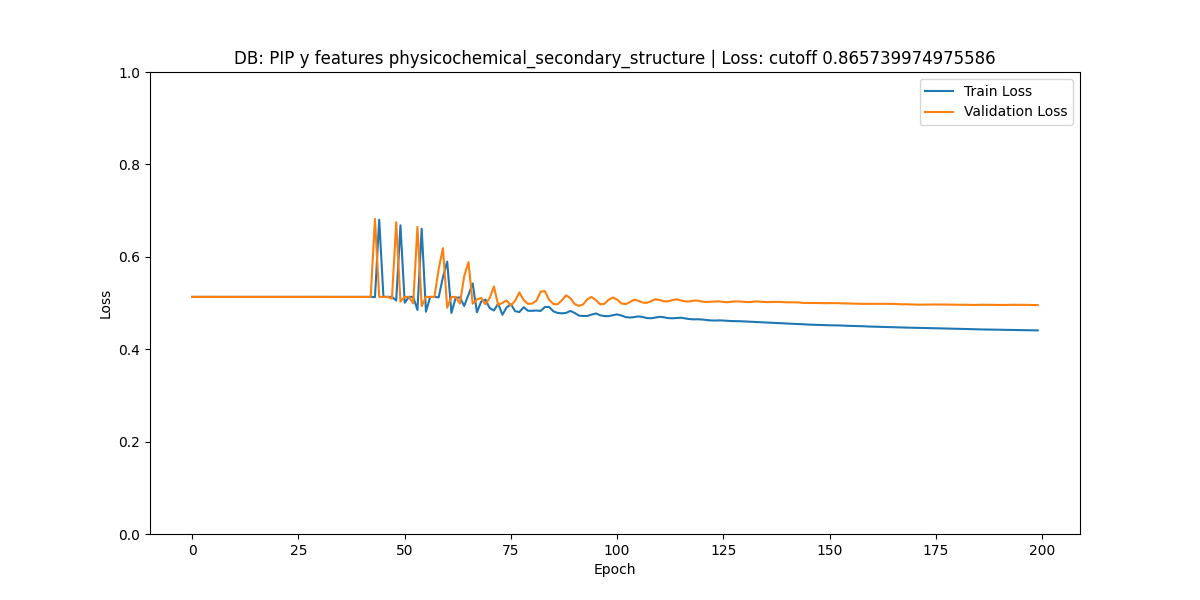 DB: PIP y features physicochemical_secondary_structure | Loss: cutoff 0.865739974975586
Train Loss
Validation Loss
Loss
1.0
0.8
0.6
0.4
0.2
0.0
0 25 50 75 100 125 150 175 200
Epoch